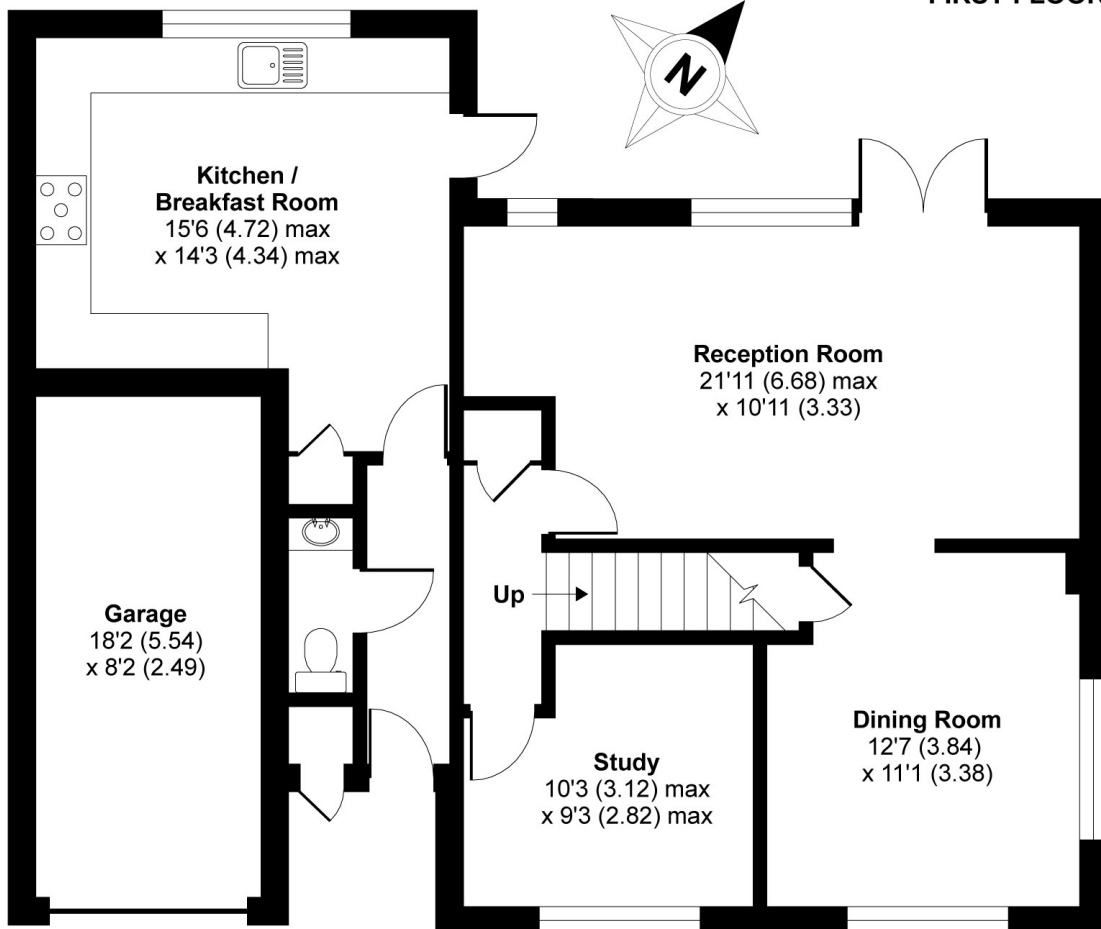 FIRST FLOOR
N
Kitchen /
Breakfast Room
15'6 (4.72) max
x 14'3 (4.34) max
Reception Room
21'11 (6.68) max
x 10'11 (3.33)
Up
Garage
18'2 (5.54)
x 8'2 (2.49)
Study
10'3 (3.12) max
x 9'3 (2.82) max
Dining Room
12'7 (3.84)
x 11'1 (3.38)